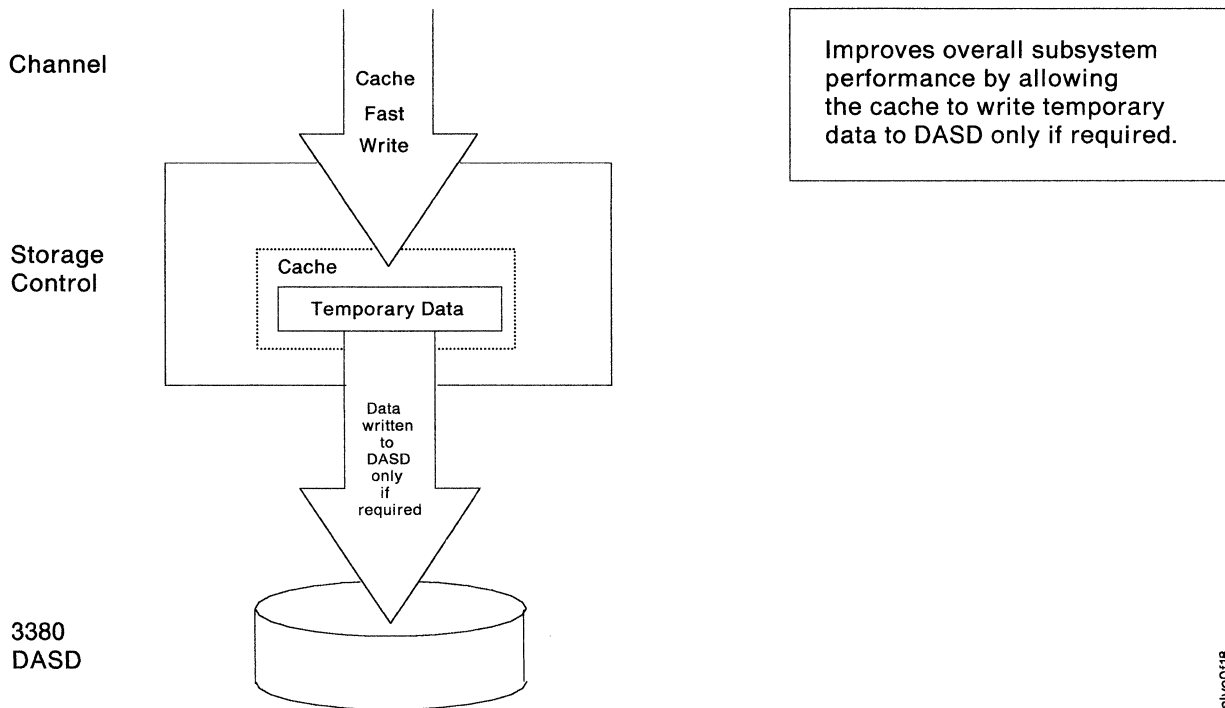 Channel
Cache
Fast
Write
Improves overall subsystem
performance by allowing
the cache to write temporary
data to DASD only if required.
Storage
Control
Cache
Temporary Data
Data
written
to
DASD
only
if
required
3380
DASD